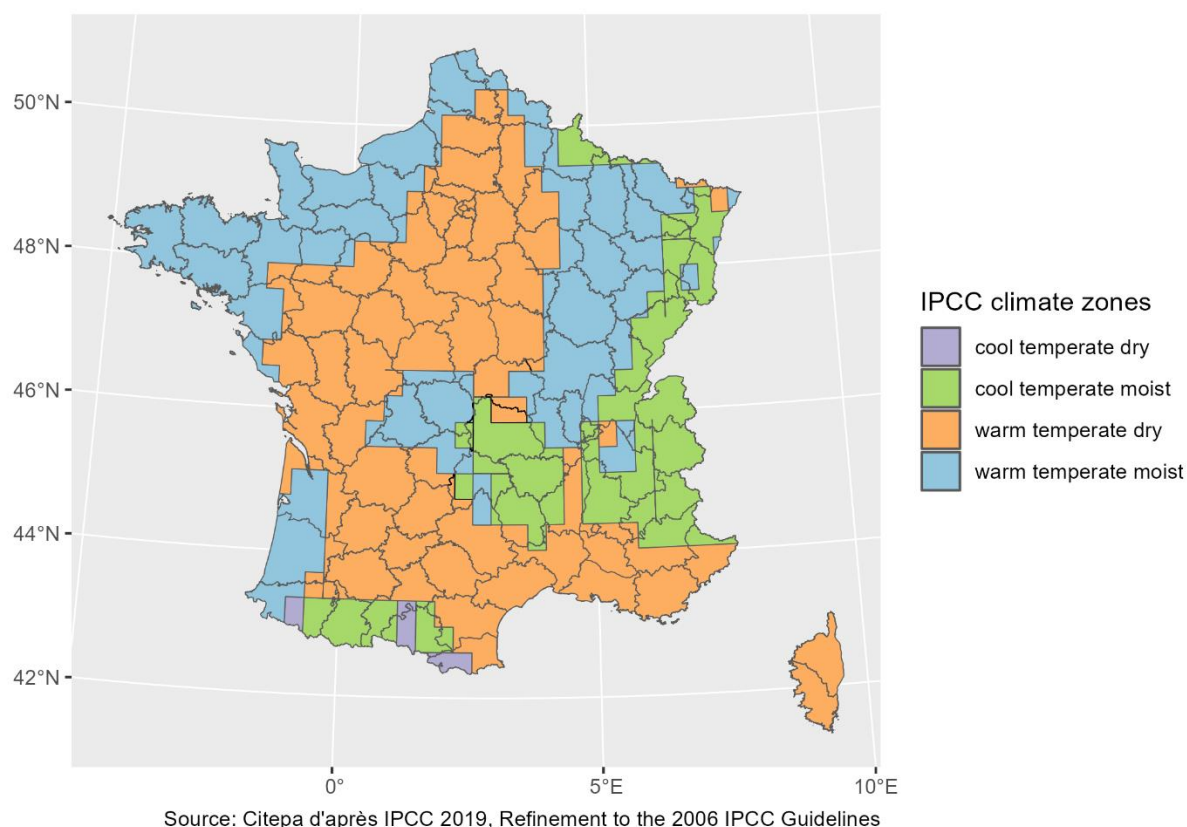 50°N
48°N
46°N
44°N
42°N
0°
5°E
10°E
IPCC climate zones
cool temperate dry
cool temperate moist
warm temperate dry
warm temperate moist
Source: Citepa d'après IPCC 2019, Refinement to the 2006 IPCC Guidelines